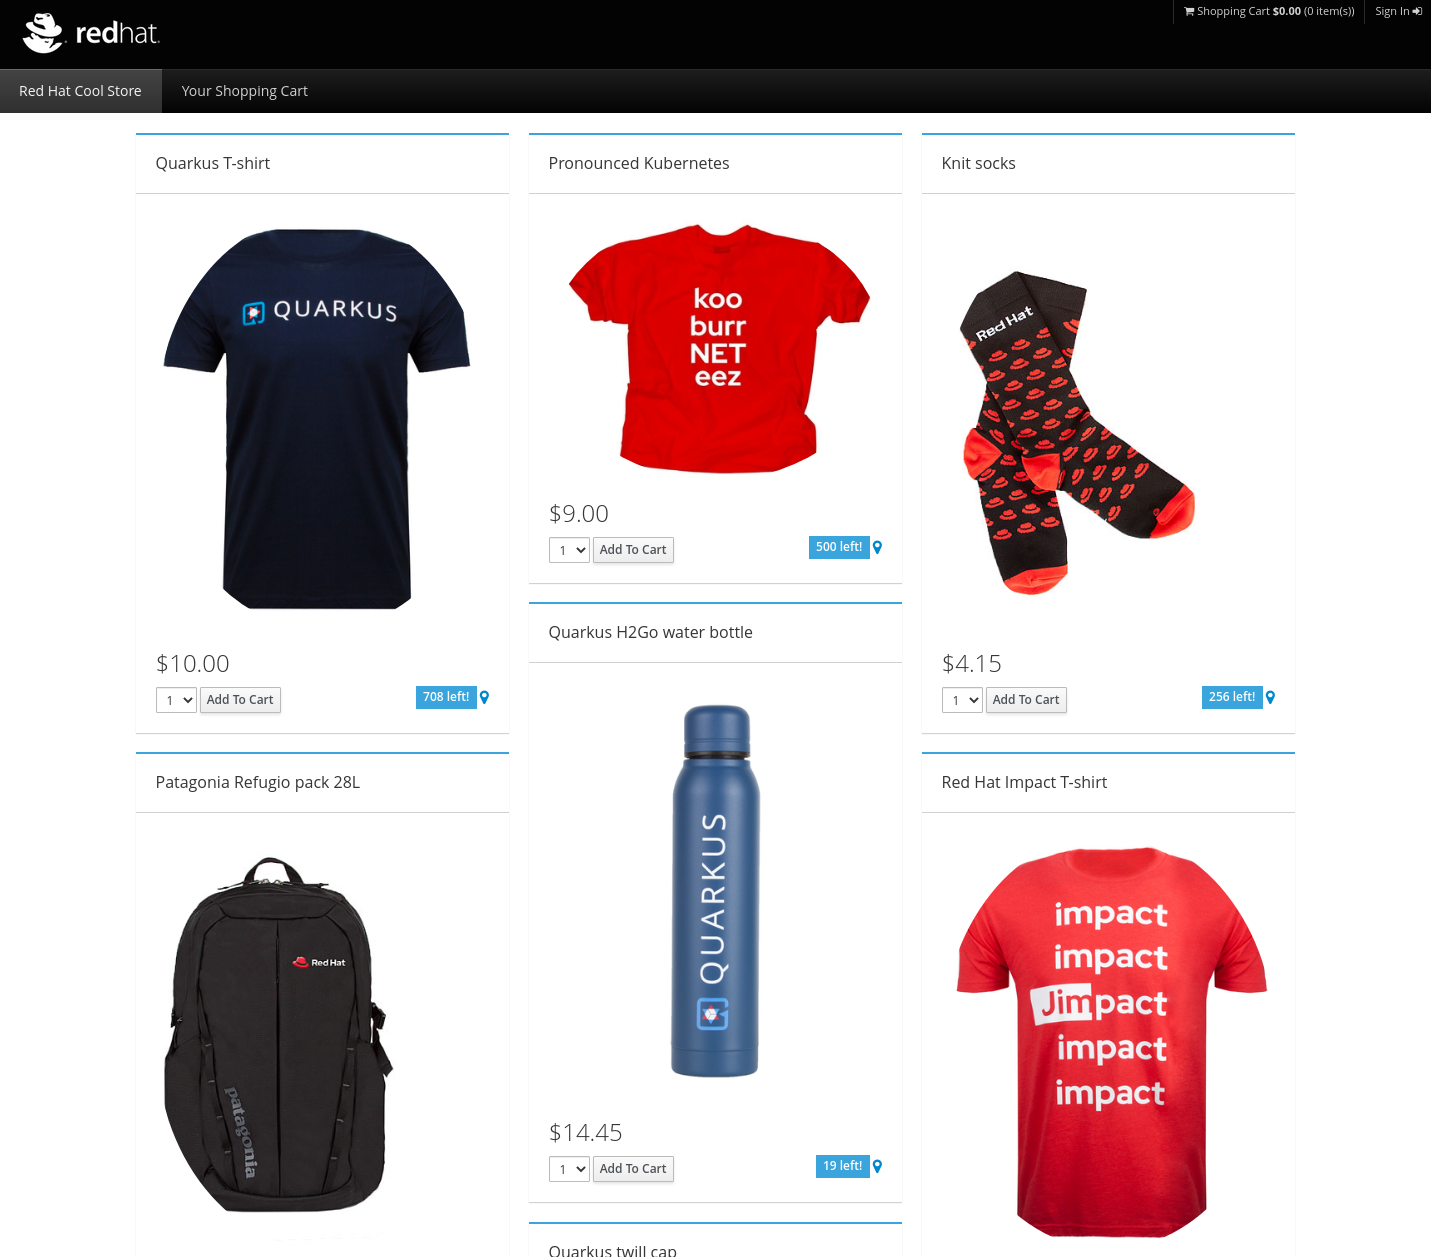 redhat.
Shopping Cart $0.00 (0 item(s))
Sign In
Red Hat Cool Store
Your Shopping Cart
Quarkus T-shirt
QUARKUS
$10.00
1
Add To Cart
708 left!
Patagonia Refugio pack 28L
Red Hat
patagonia
Pronounced Kubernetes
koo
burr
NET
eez
$9.00
1
Add To Cart
500 left!
Quarkus H2Go water bottle
QUARKUS
$14.45
1
Add To Cart
19 left!
Quarkus twill cap
Knit socks
Red Hat
$4.15
1
Add To Cart
256 left!
Red Hat Impact T-shirt
impact
impact
Jimpact
impact
impact